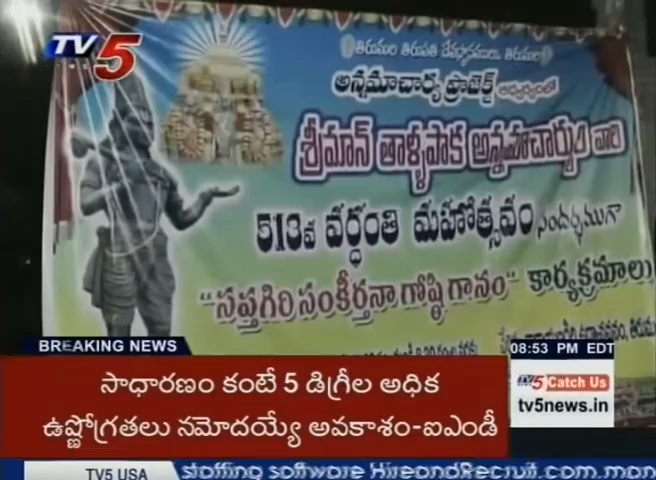 TV5
తిరుమల తిరుపతి దేవస్థానములు, తిరుమల
అన్నమాచార్య ప్రాజెక్ట్ ఆధ్వర్యంలో
శ్రీమాన్ తాళ్ళపాక అన్నమాచార్యుల వారి
513వ వర్ధంతి మహోత్సవం సందర్భముగా
"సప్తగిరి సంకీర్తనా గోష్ఠి గానం" కార్యక్రమాలు
BREAKING NEWS
08:53 PM EDT
సాధారణం కంటే 5 డిగ్రీల అధిక
ఉష్ణోగ్రతలు నమోదయ్యే అవకాశం-ఐఎండీ
TV5 Catch Us
tv5news.in
TV5 USA
staffing software HireandRecruit.com.